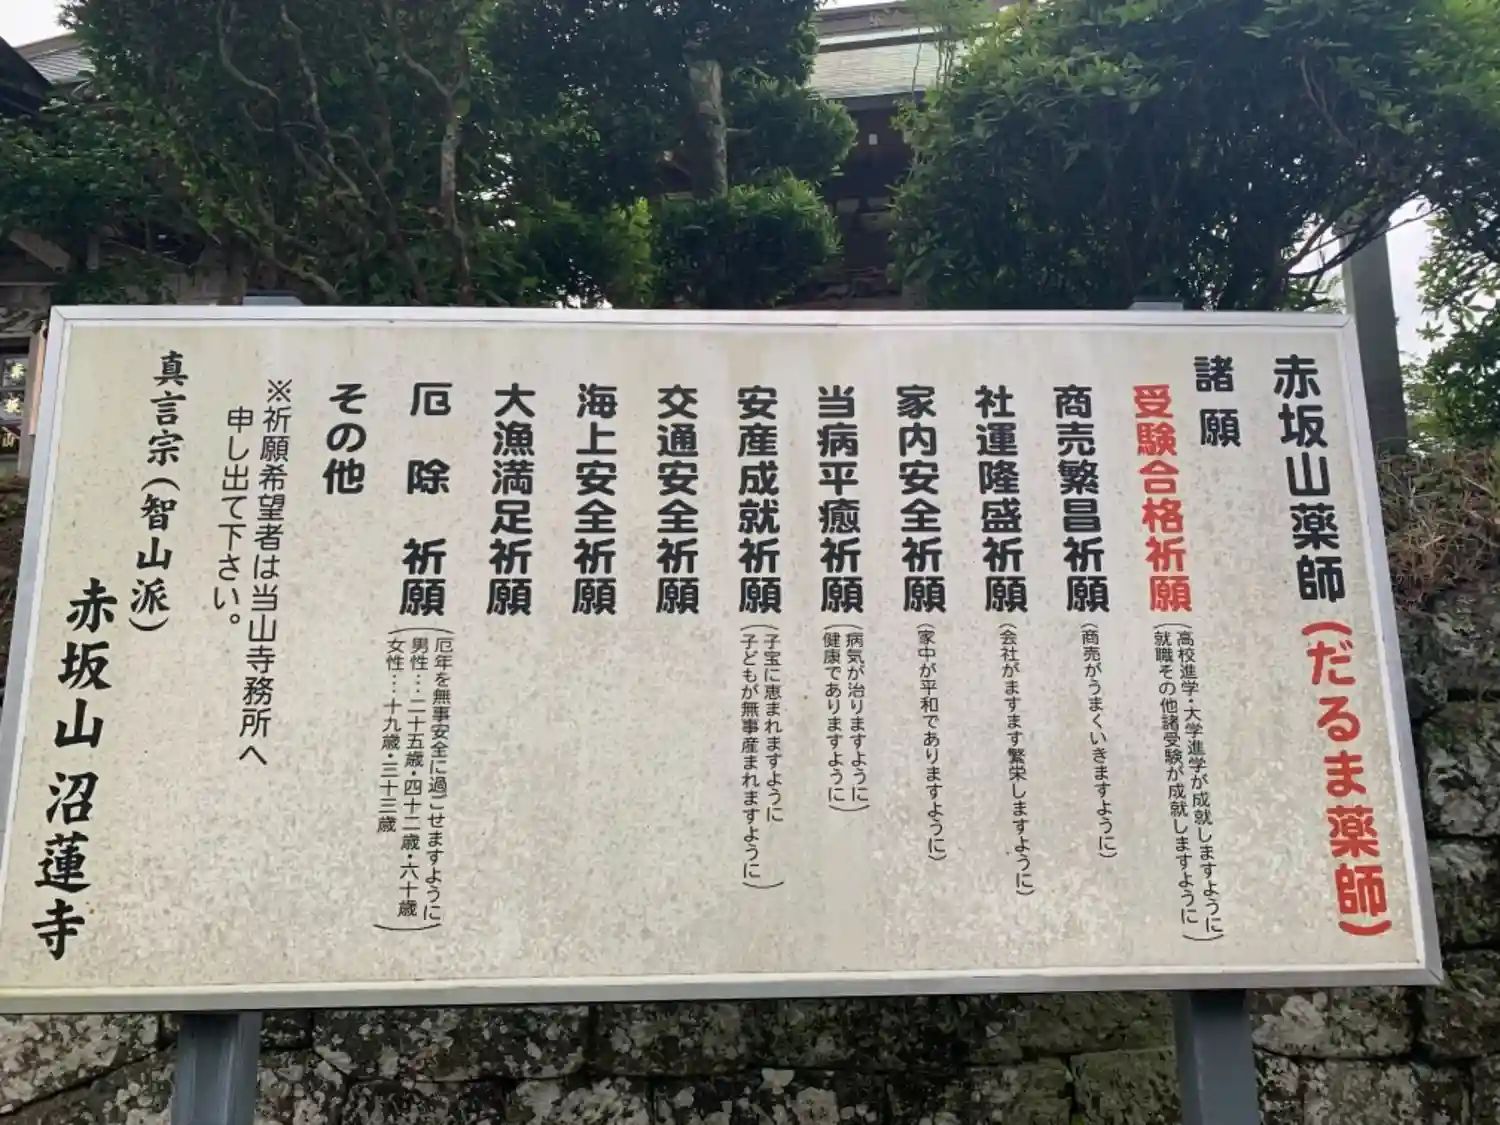 赤坂山薬師(だるま薬師)
諸願
受験合格祈願
(高校進学・大学進学が成就しますように
就職その他諸受験が成就しますように)
商売繁昌祈願(商売がうまくいきますように)
社運隆盛祈願(会社がますます繁栄しますように)
家内安全祈願(家中が平和でありますように)
当病平癒祈願
(病気が治りますように
健康でありますように)
安産成就祈願
(子宝に恵まれますように
子どもが無事産まれますように)
交通安全祈願
海上安全祈願
大漁満足祈願
厄除祈願
(厄年を無事安全に過ごせますように
男性…二十五歳・四十二歳・六十歳
女性…十九歳・三十三歳)
その他
※祈願希望者は当山寺務所へ
申し出て下さい。
真言宗(智山派)
赤坂山 沼蓮寺